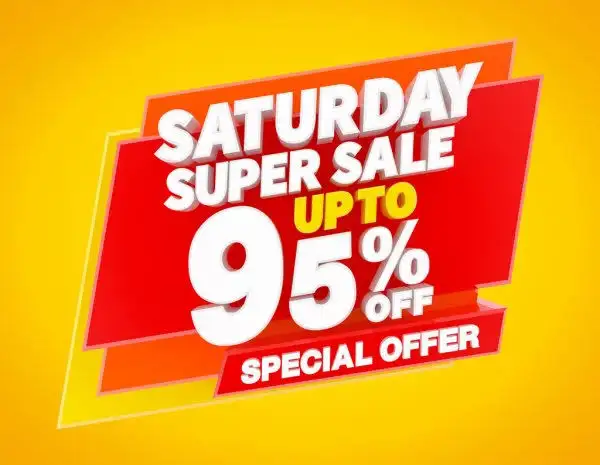 SATURDAY
SUPER SALE
UP TO
95%
OFF
SPECIAL OFFER